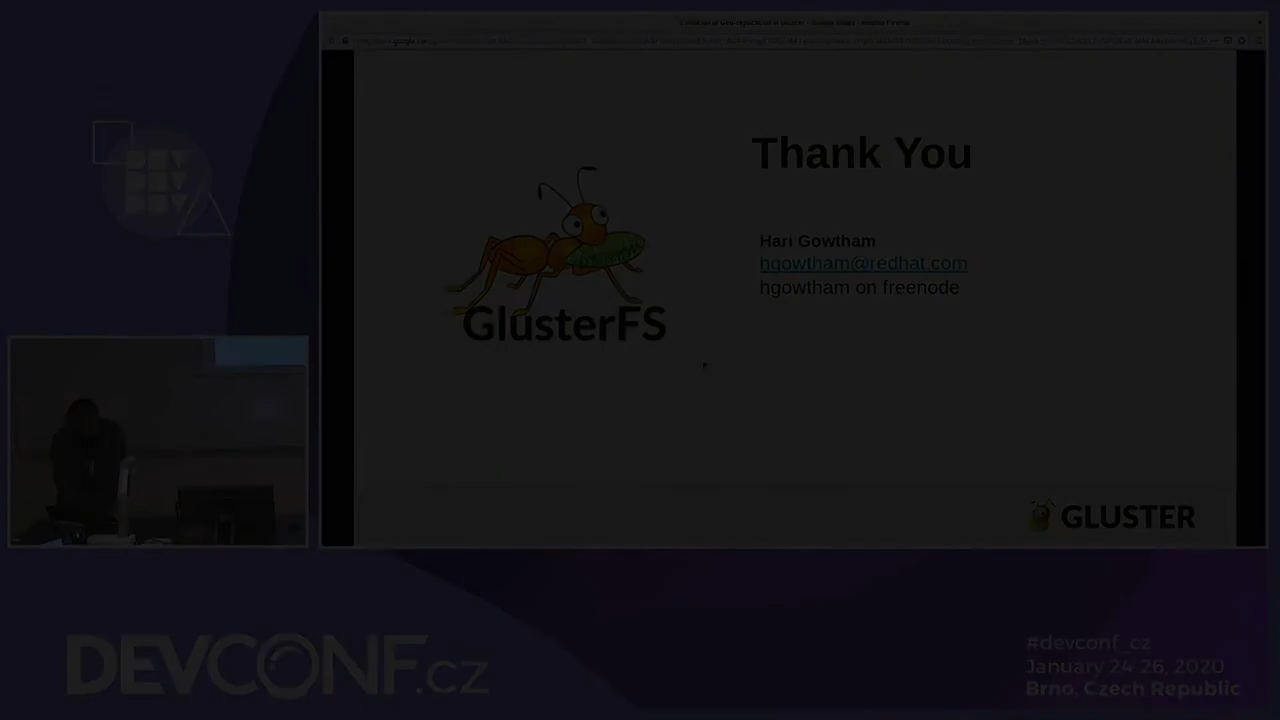 Thank You
Hari Gowtham
hgowtham@redhat.com
hgowtham on freenode
GlusterFS
GLUSTER
DEVCONF.CZ
#devconf_cz
January 24-26, 2020
Brno, Czech Republic